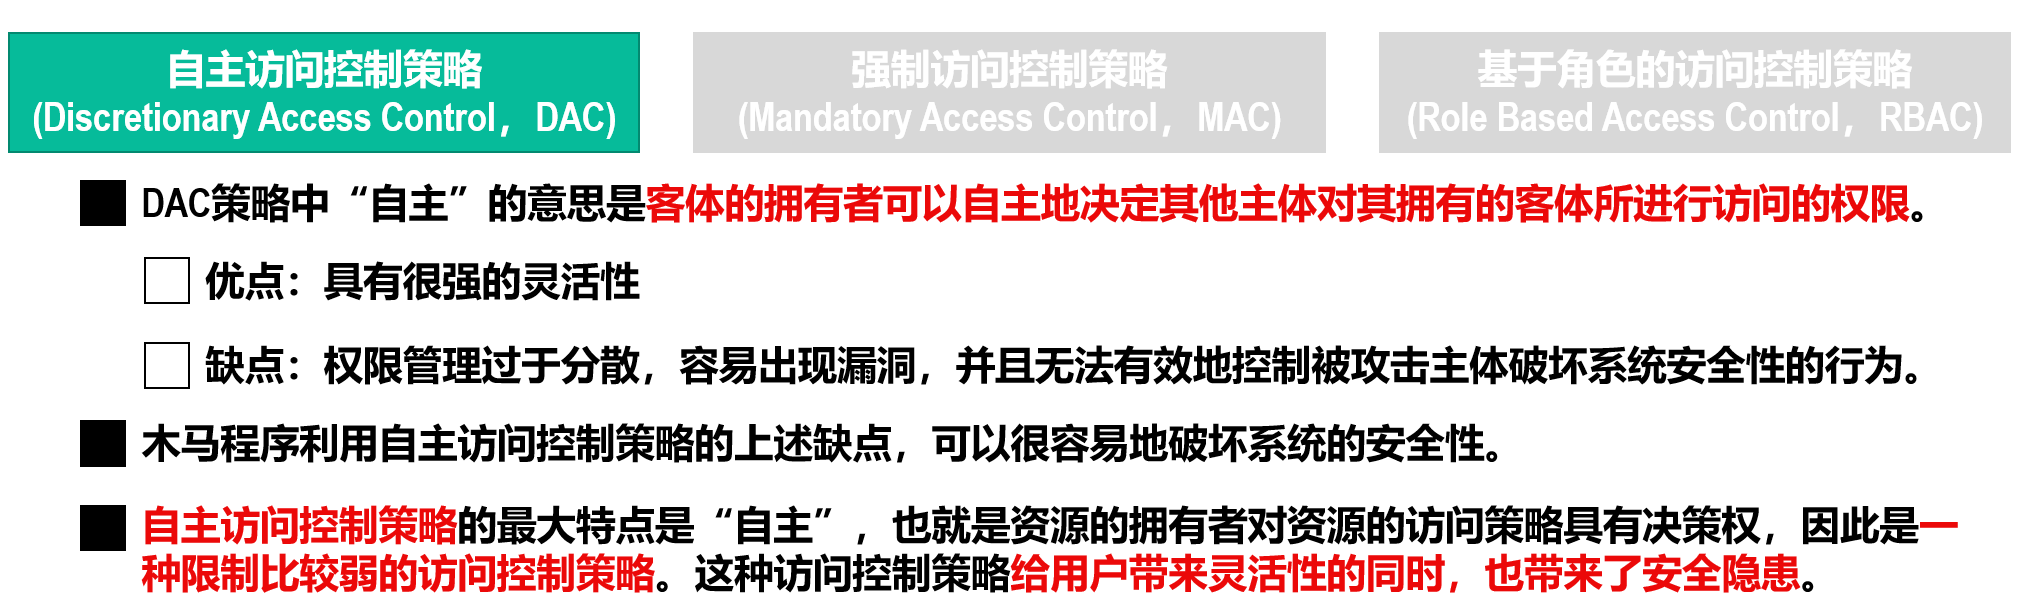 自主访问控制策略
(Discretionary Access Control，DAC)
强制访问控制策略
(Mandatory Access Control，MAC)
基于角色的访问控制策略
(Role Based Access Control，RBAC)
DAC策略中“自主”的意思是客体的拥有者可以自主地决定其他主体对其拥有的客体所进行访问的权限。
优点：具有很强的灵活性
缺点：权限管理过于分散，容易出现漏洞，并且无法有效地控制被攻击主体破坏系统安全性的行为。
木马程序利用自主访问控制策略的上述缺点，可以很容易地破坏系统的安全性。
自主访问控制策略的最大特点是“自主”，也就是资源的拥有者对资源的访问策略具有决策权，因此是一
种限制比较弱的访问控制策略。这种访问控制策略给用户带来灵活性的同时，也带来了安全隐患。